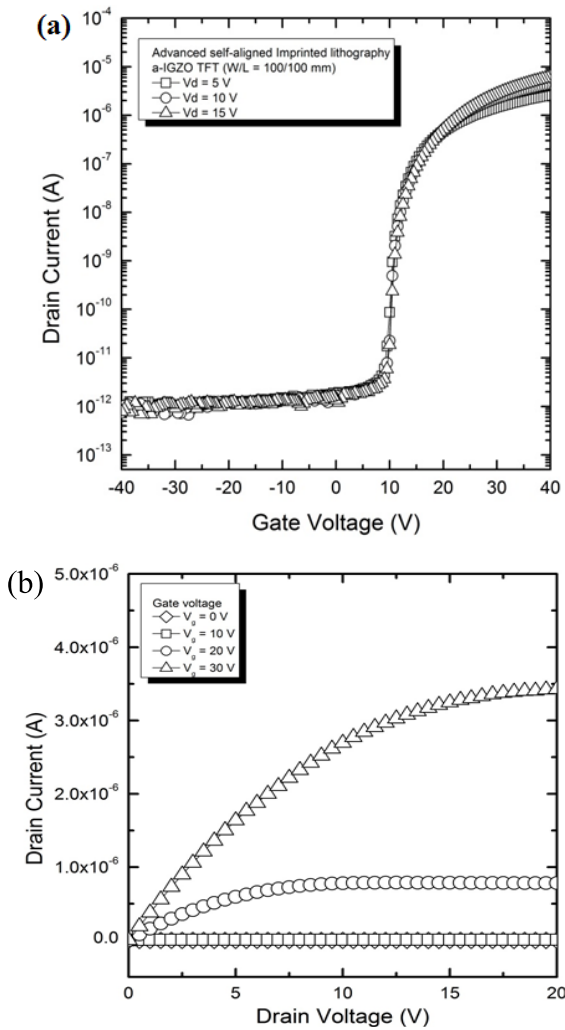 (a)
Advanced self-aligned Imprinted lithography
a-IGZO TFT (W/L = 100/100 mm)
Vd = 5 V
Vd = 10 V
Vd = 15 V
10⁻⁴
10⁻⁵
10⁻⁶
10⁻⁷
10⁻⁸
10⁻⁹
10⁻¹⁰
10⁻¹¹
10⁻¹²
10⁻¹³
Drain Current (A)
-40 -30 -20 -10 0 10 20 30 40
Gate Voltage (V)
(b)
Gate voltage
V_g = 0 V
V_g = 10 V
V_g = 20 V
V_g = 30 V
5.0x10⁻⁶
4.0x10⁻⁶
3.0x10⁻⁶
2.0x10⁻⁶
1.0x10⁻⁶
0.0
Drain Current (A)
0 5 10 15 20
Drain Voltage (V)